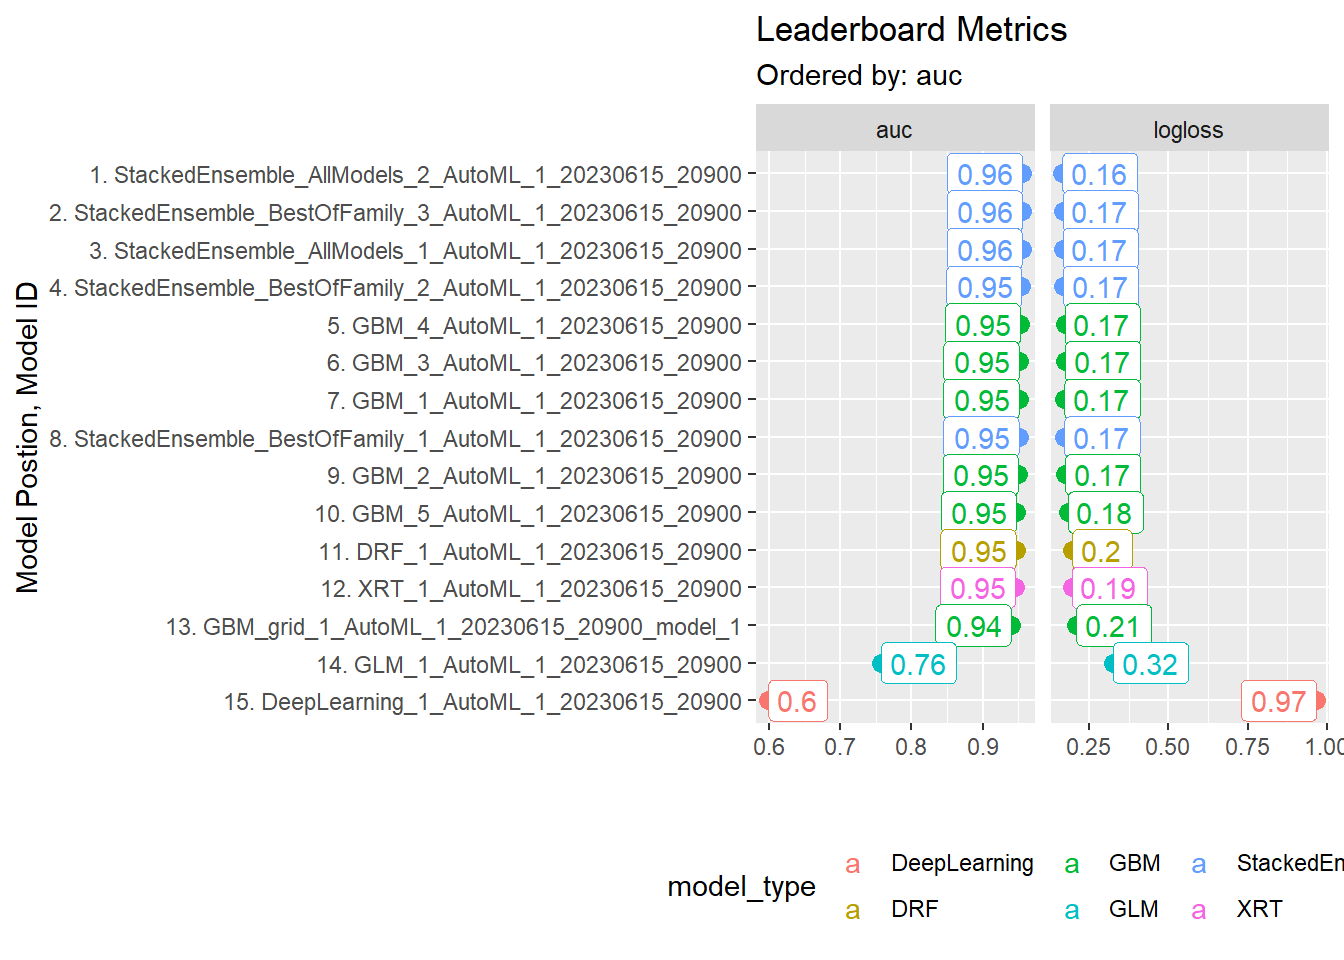 Leaderboard Metrics
Ordered by: auc
auc logloss
Model Postion, Model ID
1. StackedEnsemble_AllModels_2_AutoML_1_20230615_20900 0.96 0.16
2. StackedEnsemble_BestOfFamily_3_AutoML_1_20230615_20900 0.96 0.17
3. StackedEnsemble_AllModels_1_AutoML_1_20230615_20900 0.96 0.17
4. StackedEnsemble_BestOfFamily_2_AutoML_1_20230615_20900 0.95 0.17
5. GBM_4_AutoML_1_20230615_20900 0.95 0.17
6. GBM_3_AutoML_1_20230615_20900 0.95 0.17
7. GBM_1_AutoML_1_20230615_20900 0.95 0.17
8. StackedEnsemble_BestOfFamily_1_AutoML_1_20230615_20900 0.95 0.17
9. GBM_2_AutoML_1_20230615_20900 0.95 0.17
10. GBM_5_AutoML_1_20230615_20900 0.95 0.18
11. DRF_1_AutoML_1_20230615_20900 0.95 0.2
12. XRT_1_AutoML_1_20230615_20900 0.95 0.19
13. GBM_grid_1_AutoML_1_20230615_20900_model_1 0.94 0.21
14. GLM_1_AutoML_1_20230615_20900 0.76 0.32
15. DeepLearning_1_AutoML_1_20230615_20900 0.6 0.97
0.6 0.7 0.8 0.9 0.25 0.50 0.75 1.00
model_type
a DeepLearning a GBM a StackedEn
a DRF a GLM a XRT